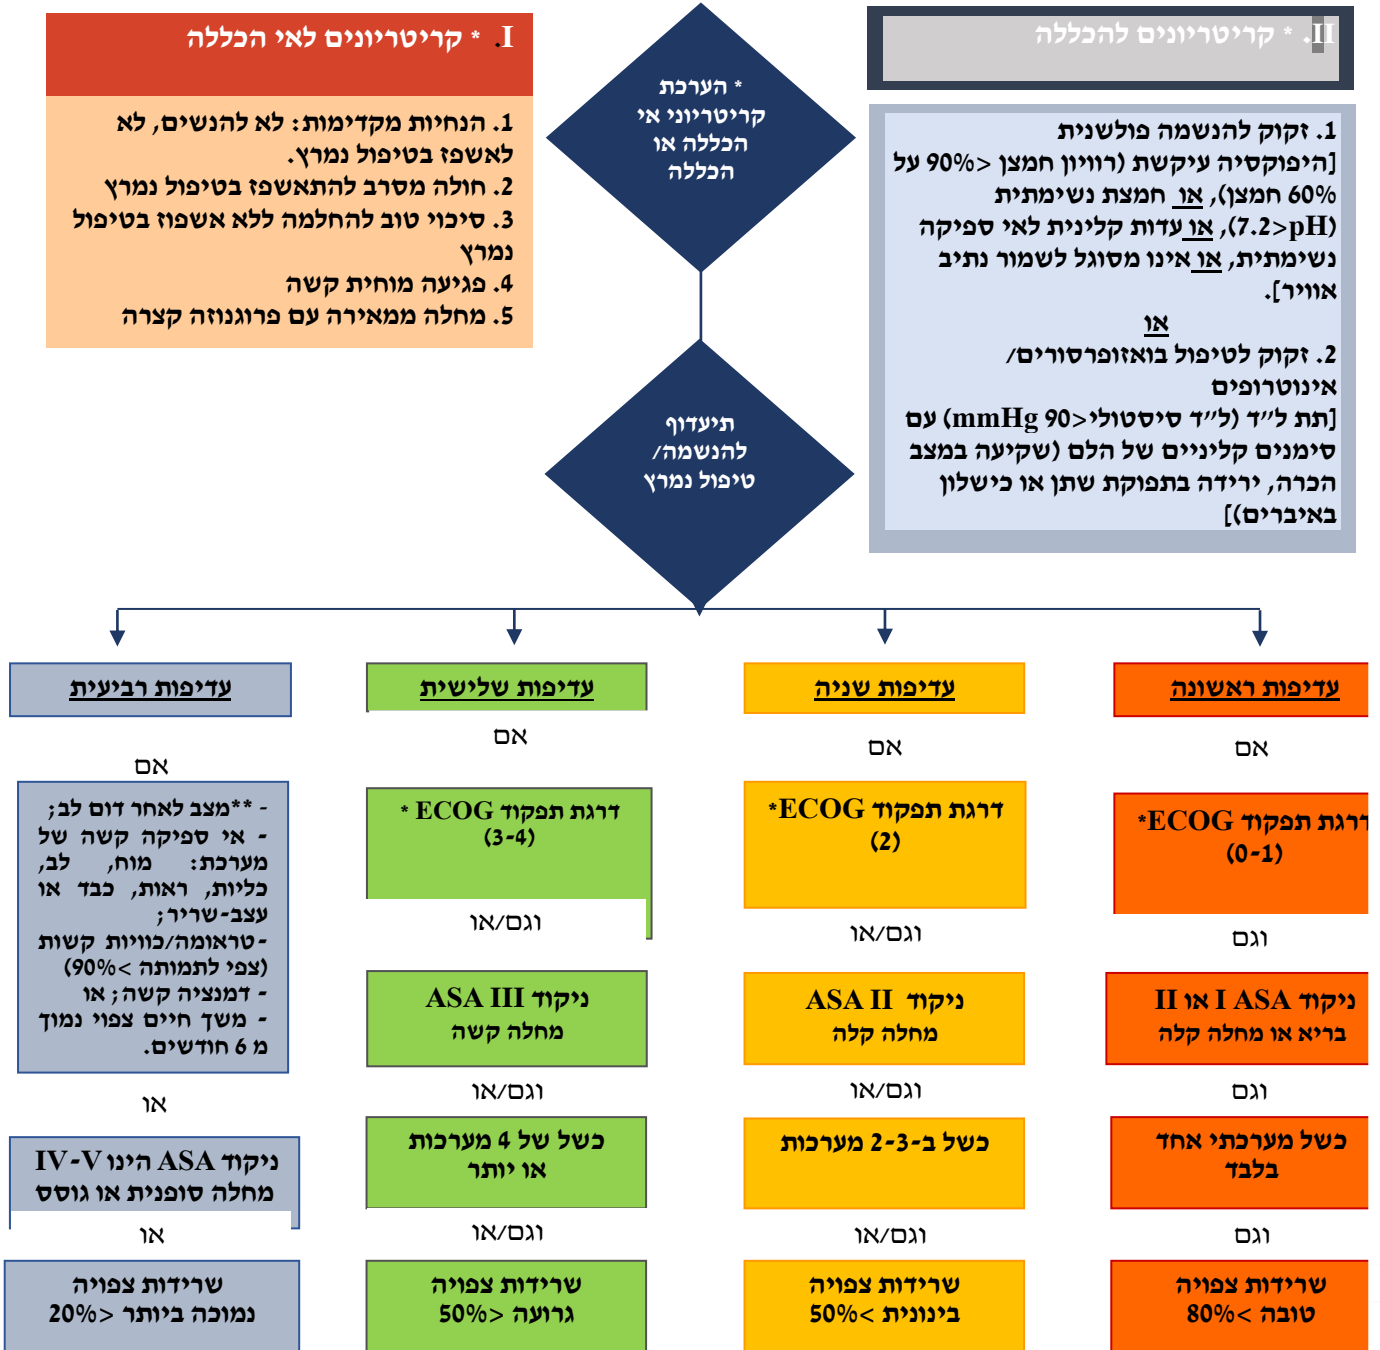 I. * קריטריונים לאי הכללה
1. הנחיות מקדימות: לא להנשים, לא
לאשפז בטיפול נמרץ.
2. חולה מסרב להתאשפז בטיפול נמרץ
3. סיכוי טוב להחלמה ללא אשפוז בטיפול
נמרץ
4. פגיעה מוחית קשה
5. מחלה ממאירה עם פרוגנוזה קצרה
* הערכת
קריטריוני אי
הכללה או
הכללה
II. * קריטריונים להכללה
1. זקוק להנשמה פולשנית
[היפוקסיה עיקשת (רוויון חמצן <90% על
60% חמצן), או חמצת נשימתית
(7.2>pH), או עדות קלינית לאי ספיקה
נשימתית, או אינו מסוגל לשמור נתיב
אוויר].
או
2. זקוק לטיפול בואזופרסורים/
אינוטרופים
[תת ל״ד (ל״ד סיסטולי<90 mmHg) עם
סימנים קליניים של הלם (שקיעה במצב
הכרה, ירידה בתפוקת שתן או כישלון
באיברים)]
תיעדוף
להנשמה/
טיפול נמרץ
עדיפות ראשונה
אם
דרגת תפקוד ECOG*
(0-1)
וגם
ניקוד ASA I או II
בריא או מחלה קלה
וגם
כשל מערכתי אחד
בלבד
וגם
שרידות צפויה
טובה >80%
עדיפות שניה
אם
דרגת תפקוד ECOG*
(2)
וגם/או
ניקוד ASA II
מחלה קלה
וגם/או
כשל ב-2-3 מערכות
וגם/או
שרידות צפויה
בינונית >50%
עדיפות שלישית
אם
דרגת תפקוד ECOG *
(3-4)
וגם/או
ניקוד ASA III
מחלה קשה
וגם/או
כשל של 4 מערכות
או יותר
וגם/או
שרידות צפויה
גרועה <50%
עדיפות רביעית
אם
- **מצב לאחר דום לב;
- אי ספיקה קשה של
מערכת: מוח, לב,
כליות, ראות, כבד או
עצב-שריר;
-טראומה/כוויות קשות
(צפי לתמותה >90%)
- דמנציה קשה; או
- משך חיים צפוי נמוך
מ 6 חודשים.
או
ניקוד ASA הינו IV-V
מחלה סופנית או גוסס
או
שרידות צפויה
נמוכה ביותר <20%